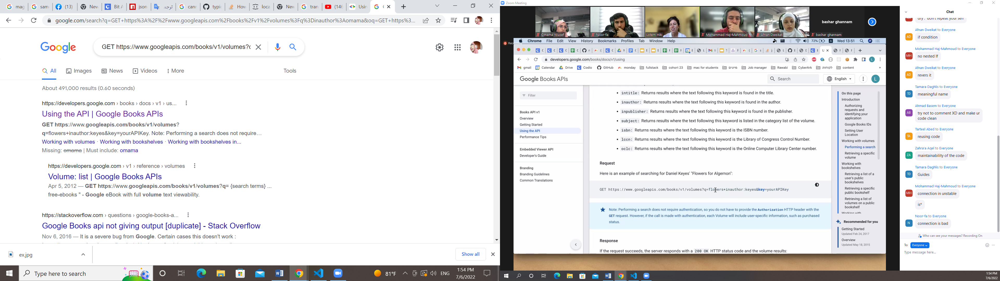 mag
sam
(13)
New
Bit A
json
ترجم
cann
typic
How
loca
New
tran
(146
Usin
google.com/search?q=GET+https%3A%2F%2Fwww.googleapis.com%2Fbooks%2Fv1%2Fvolumes%3Fq%3Dinauthor%3Aomama&oq=GET+https%3...
Google
GET https://www.googleapis.com/books/v1/volumes?q
All
Images
News
Videos
More
Tools
About 491,000 results (0.60 seconds)
https://developers.google.com › books › docs › v1 › us...
Using the API | Google Books APIs
GET https://www.googleapis.com/books/v1/volumes?
q=flowers+inauthor:keyes&key=yourAPIKey. Note: Performing a search does not require...
Working with volumes · Working with bookshelves · Working with bookshelves in...
Missing: omama | Must include: omama
https://developers.google.com › v1 › reference › volumes
Volume: list | Google Books APIs
Apr 5, 2012 — GET https://www.googleapis.com/books/v1/volumes?q= {search terms} ...
free-ebooks " - Google eBook with full volume text viewability.
https://stackoverflow.com › questions › google-books-a...
Google Books api not giving output [duplicate] - Stack Overflow
Nov 6, 2016 — It is a severe bug from Google. Certain cases this doesn't work :
ex.jpg
Show all
Type here to search
81°F
ENG
1:54 PM
7/6/2022
Zoom Meeting
Omama Yousef
Noor-fa
Lotem Hiki
Mohammad Haj-Mahmoud
Afnan Dweikat
bashar ghannam
bashar ghannam
Chrome File Edit View History Bookmarks Profiles Tab Window Help
72%
Wed 13:51
developers.google.com/books/docs/v1/using
gmail
Calendar
Drive
Codio
GitHub
monday
fullstack
cohort 23
mac for students
מיונים
Job manager
Rawabi
CyberArk
לקוחות
content
Google Books APIs
Search
English
L
Filter
Books API v1
Overview
Getting Started
Using the API
Performance Tips
Embedded Viewer API
Developer's Guide
Branding
Branding Guidelines
Common Translations
intitle: Returns results where the text following this keyword is found in the title.
inauthor: Returns results where the text following this keyword is found in the author.
inpublisher: Returns results where the text following this keyword is found in the publisher.
subject: Returns results where the text following this keyword is listed in the category list of the volume.
isbn: Returns results where the text following this keyword is the ISBN number.
lccn: Returns results where the text following this keyword is the Library of Congress Control Number.
oclc: Returns results where the text following this keyword is the Online Computer Library Center number.
Request
Here is an example of searching for Daniel Keyes' "Flowers for Algernon":
GET https://www.googleapis.com/books/v1/volumes?q=flowers+inauthor:keyes&key=yourAPIKey
Note: Performing a search does not require authentication, so you do not have to provide the Authorization HTTP header with the
GET request. However, if the call is made with authentication, each Volume will include user-specific information, such as purchased
status.
Response
If the request succeeds, the server responds with a 200 OK HTTP status code and the volume results:
On this page
Introduction
Authorizing
requests and
identifying your
application
Google Books IDs
Setting User
Location
Working with volumes
Performing a search
Retrieving a specific
volume
Working with
bookshelves
Retrieving a list of a
user's public
bookshelves
Retrieving a specific
public bookshelf
Retrieving a list of
volumes on a public
bookshelf
Working with
Recommended for you
Getting Started
Updated Feb 24, 2017
Overview
Updated May 18, 2015
Chat
dry : don't repeat your self
Afnan Dweikat to Everyone
AD
if condition
Mohammad Haj-Mahmoud to Everyone
MH
no nested If
Afnan Dweikat to Everyone
AD
revers it
Tamara Daghlis to Everyone
TD
meaningful name
Ahmad Basem to Everyone
AB
try not to comment XD and make ur
code clean
Tarteel Abed to Everyone
TA
reusing code
Zahra'a Aqel to Everyone
ZA
maintainability of the code
Tamara Daghlis to Everyone
TD
Guides
Mohammad Haj-Mahmoud to Everyone
MH
connection in unstable
is*
Noor-fa to Everyone
N
connection is bad
Who can see your messages? Recording On
To: Everyone
Type message here...
1:54 PM
7/6/2022